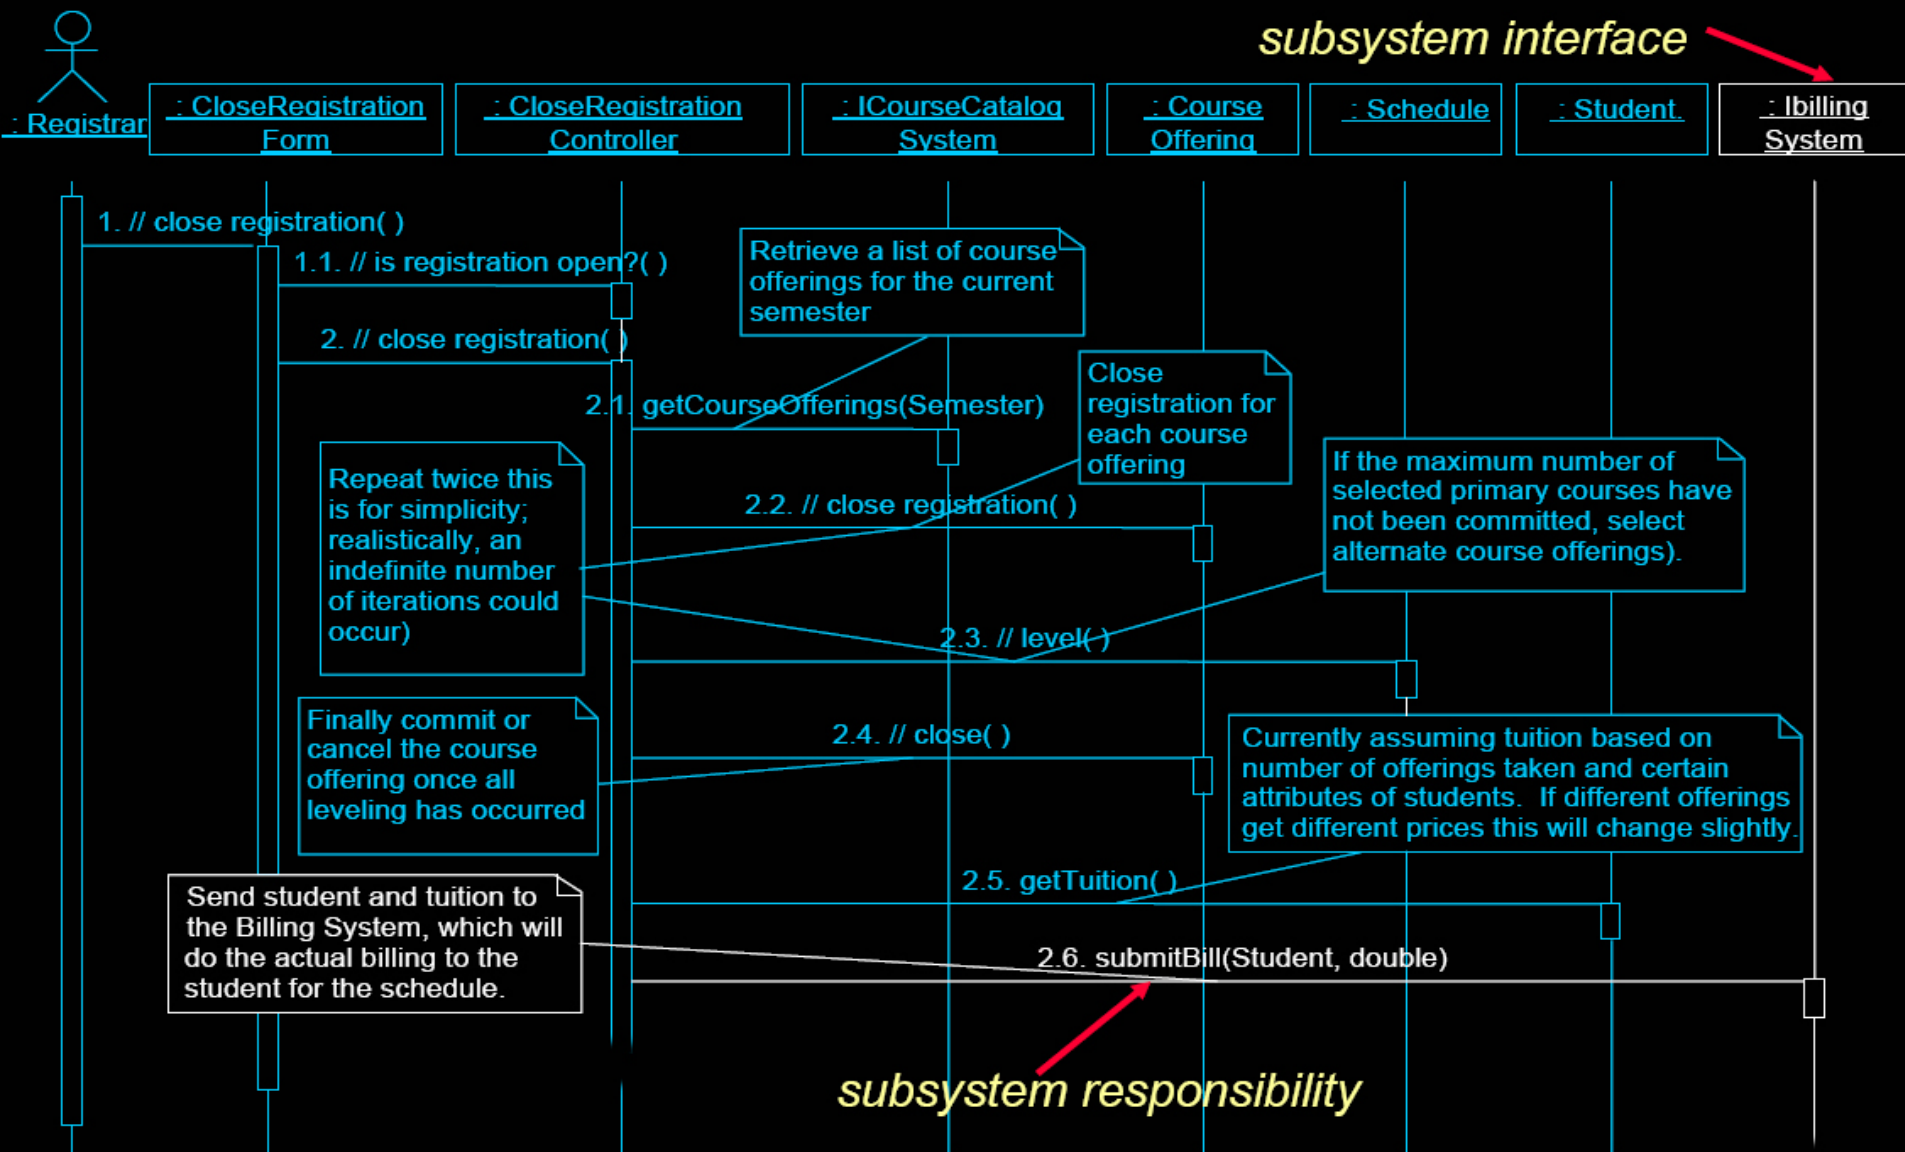 subsystem interface
: Registrar
: CloseRegistration
Form
: CloseRegistration
Controller
: ICourseCatalog
System
: Course
Offering
: Schedule
: Student.
: Ibilling
System
1. // close registration( )
1.1. // is registration open?( )
Retrieve a list of course
offerings for the current
semester
2. // close registration( )
Close
registration for
each course
offering
2.1. getCourseOfferings(Semester)
Repeat twice this
is for simplicity;
realistically, an
indefinite number
of iterations could
occur)
If the maximum number of
selected primary courses have
not been committed, select
alternate course offerings).
2.2. // close registration( )
2.3. // level( )
Finally commit or
cancel the course
offering once all
leveling has occurred
2.4. // close( )
Currently assuming tuition based on
number of offerings taken and certain
attributes of students.  If different offerings
get different prices this will change slightly.
2.5. getTuition( )
Send student and tuition to
the Billing System, which will
do the actual billing to the
student for the schedule.
2.6. submitBill(Student, double)
subsystem responsibility